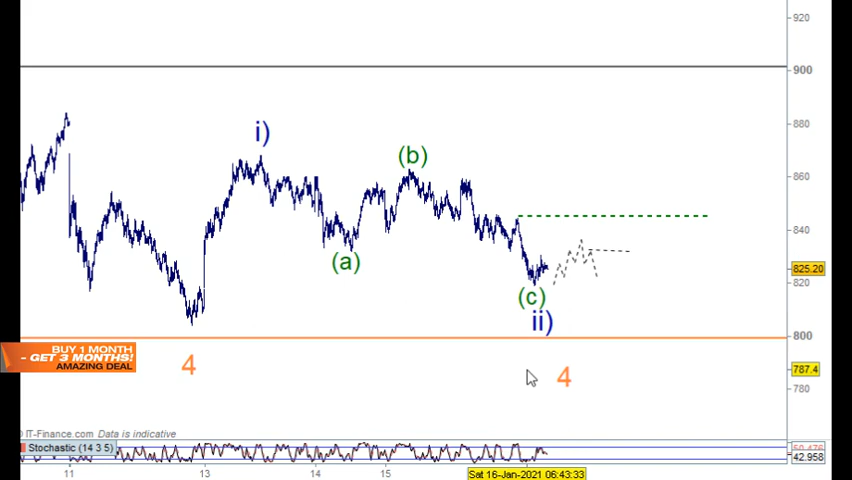 920
900
880
860
840
825.20
820
800
787.4
780
i)
(b)
(a)
(c)
ii)
BUY 1 MONTH
- GET 3 MONTHS!
AMAZING DEAL
4
4
© IT-Finance.com Data is indicative
Stochastic (14 3 5)
42.958
11
13
14
15
Sat 16-Jan-2021 06:43:33